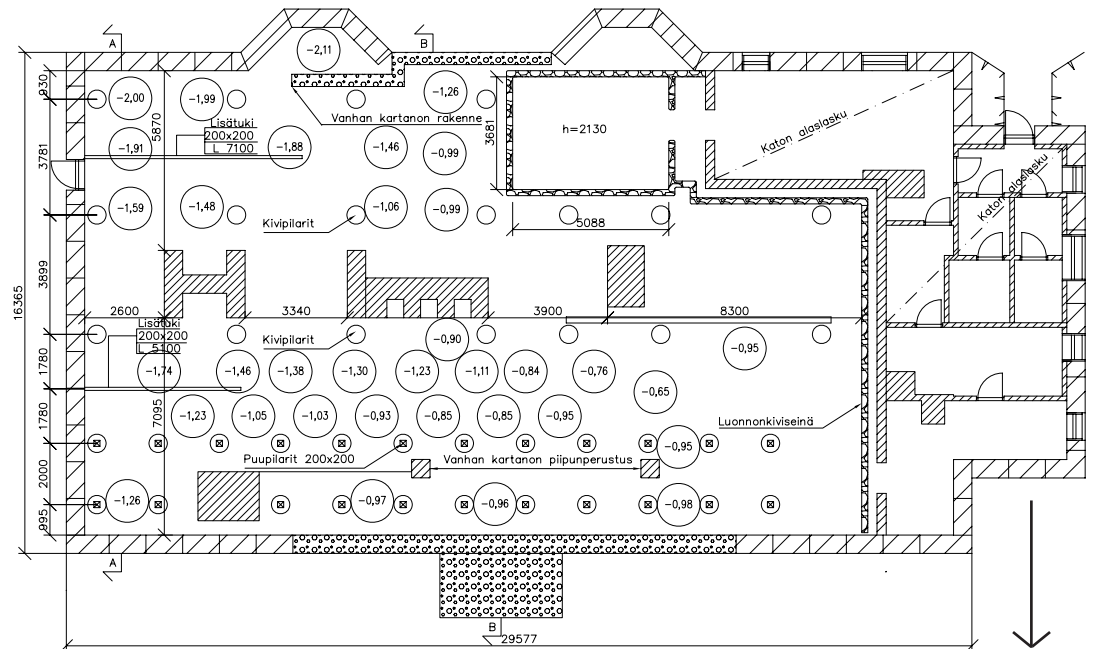 A
B
-2,11
930
-2,00
-1,99
-1,26
Vanhan kartanon rakenne
Lisätuki
200x200
L 7100
5870
3681
h=2130
Katon alaslasku
3781
-1,91
-1,88
-1,46
-0,99
Katon alaslasku
-1,59
-1,48
-1,06
-0,99
Kivipilarit
5088
3899
16365
2600
3340
3900
8300
Lisätuki
200x200
L 5100
Kivipilarit
-0,90
-0,95
1780
-1,74
-1,46
-1,38
-1,30
-1,23
-1,11
-0,84
-0,76
-0,65
1780
7095
-1,23
-1,05
-1,03
-0,93
-0,85
-0,85
-0,95
Luonnonkiviseinä
-0,95
Puupilarit 200x200
Vanhan kartanon piipunperustus
2000
-1,26
-0,97
-0,96
-0,98
995
A
B
29577